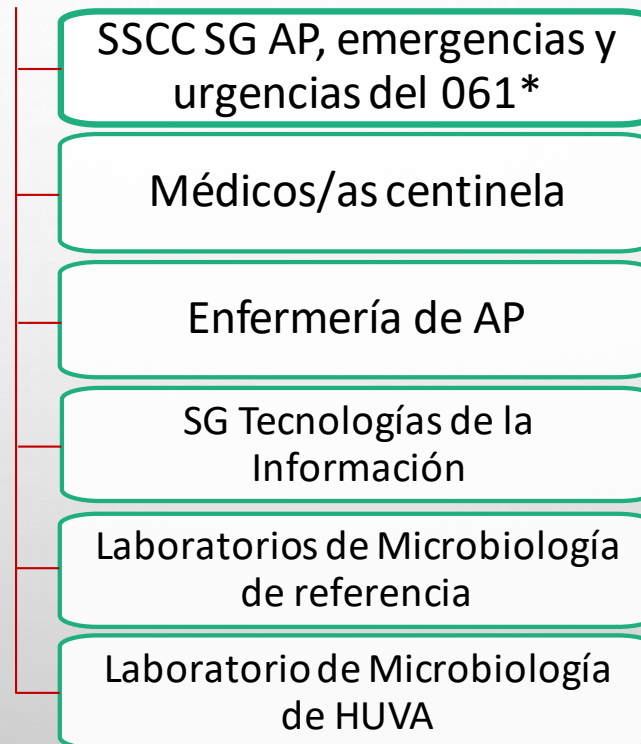 SSCC SG AP, emergencias y
urgencias del 061*
Médicos/as centinela
Enfermería de AP
SG Tecnologías de la
Información
Laboratorios de Microbiología
de referencia
Laboratorio de Microbiología
de HUVA